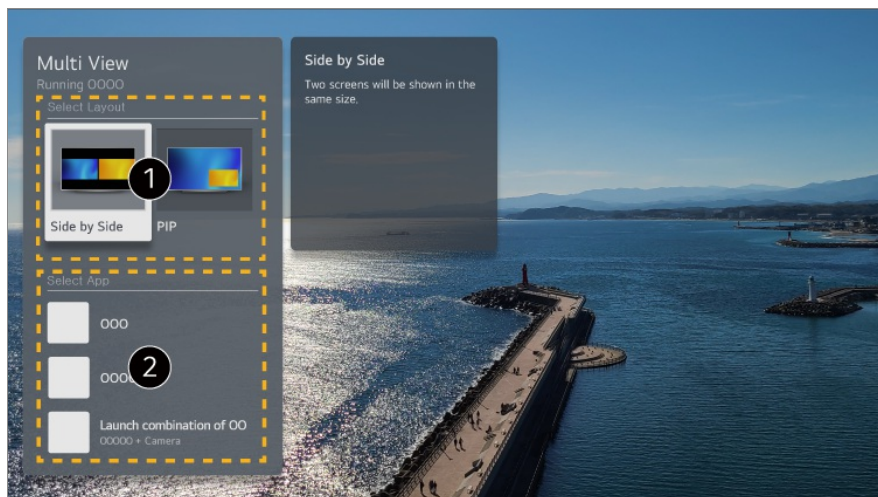 Multi View
Running OOOO
Select Layout
1
Side by Side
PIP
Select App
OOO
OOOO
2
Launch combination of OO
OOOOO + Camera
Side by Side
Two screens will be shown in the
same size.